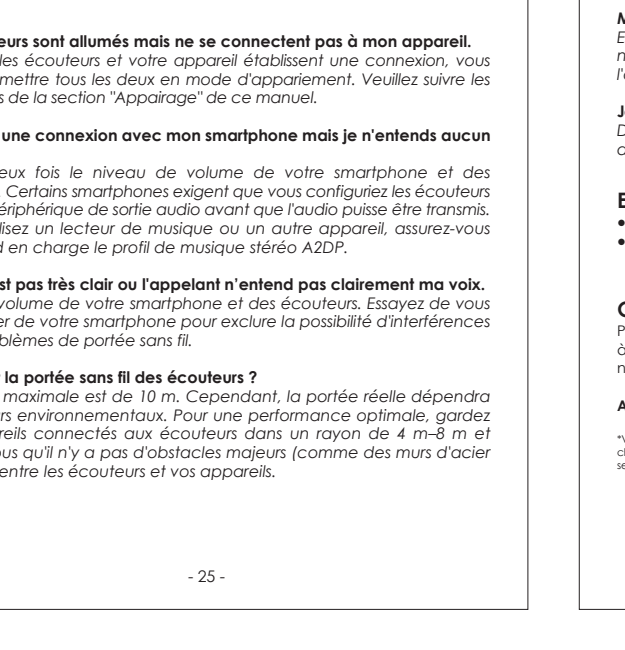 eurs sont allumés mais ne se connectent pas à mon appareil.
les écouteurs et votre appareil établissent une connexion, vous
mettre tous les deux en mode d'appariement. Veuillez suivre les
s de la section "Appairage" de ce manuel.
une connexion avec mon smartphone mais je n'entends aucun
eux fois le niveau de volume de votre smartphone et des
. Certains smartphones exigent que vous configuriez les écouteurs
ériphérique de sortie audio avant que l'audio puisse être transmis.
lisez un lecteur de musique ou un autre appareil, assurez-vous
d en charge le profil de musique stéréo A2DP.
st pas très clair ou l'appelant n'entend pas clairement ma voix.
volume de votre smartphone et des écouteurs. Essayez de vous
er de votre smartphone pour exclure la possibilité d'interférences
blèmes de portée sans fil.
t la portée sans fil des écouteurs ?
maximale est de 10 m. Cependant, la portée réelle dépendra
rs environnementaux. Pour une performance optimale, gardez
reils connectés aux écouteurs dans un rayon de 4 m–8 m et
ous qu'il n'y a pas d'obstacles majeurs (comme des murs d'acier
entre les écouteurs et vos appareils.
- 25 -